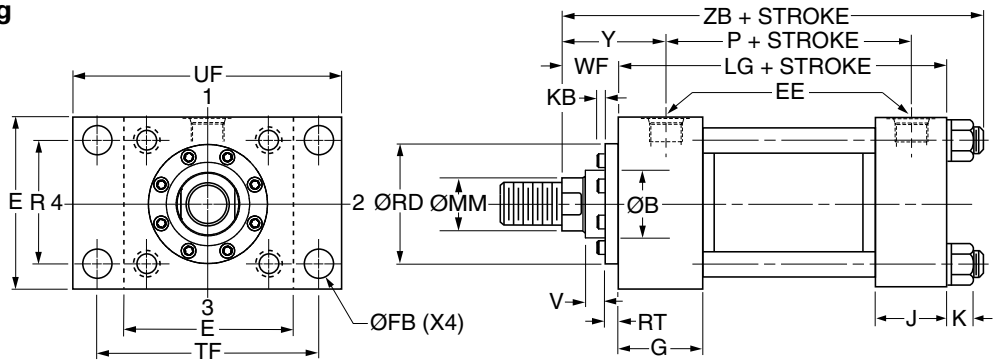 g
ZB + STROKE
Y
P + STROKE
UF
WF
LG + STROKE
1
KB
EE
E
R
4
2
ØRD
ØMM
ØB
3
ØFB (X4)
V
RT
J
K
E
G
TF